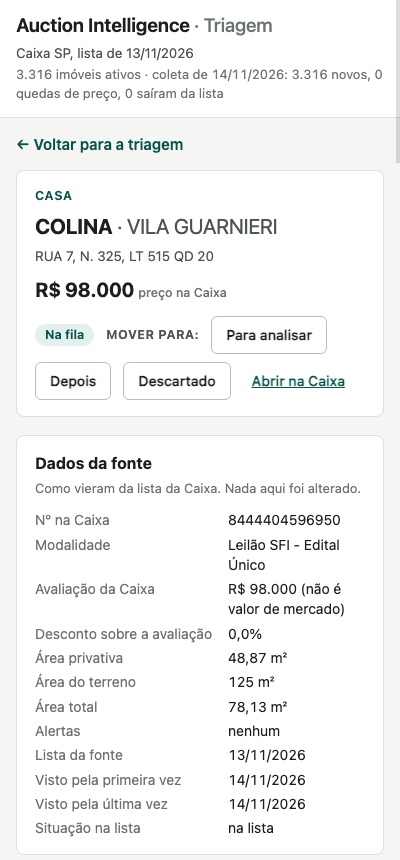 Auction Intelligence · Triagem
Caixa SP, lista de 13/11/2026
3.316 imóveis ativos · coleta de 14/11/2026: 3.316 novos, 0
quedas de preço, 0 saíram da lista
← Voltar para a triagem
CASA
COLINA · VILA GUARNIERI
RUA 7, N. 325, LT 515 QD 20
R$ 98.000 preço na Caixa
Na fila MOVER PARA: Para analisar
Depois Descartado Abrir na Caixa
Dados da fonte
Como vieram da lista da Caixa. Nada aqui foi alterado.
Nº na Caixa 8444404596950
Modalidade Leilão SFI - Edital
Único
Avaliação da Caixa R$ 98.000 (não é
valor de mercado)
Desconto sobre a avaliação 0,0%
Área privativa 48,87 m²
Área do terreno 125 m²
Área total 78,13 m²
Alertas nenhum
Lista da fonte 13/11/2026
Visto pela primeira vez 14/11/2026
Visto pela última vez 14/11/2026
Situação na lista na lista